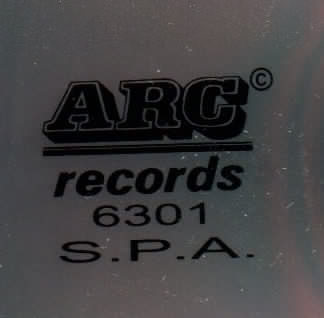 ARC©
records
6301
S.P.A.